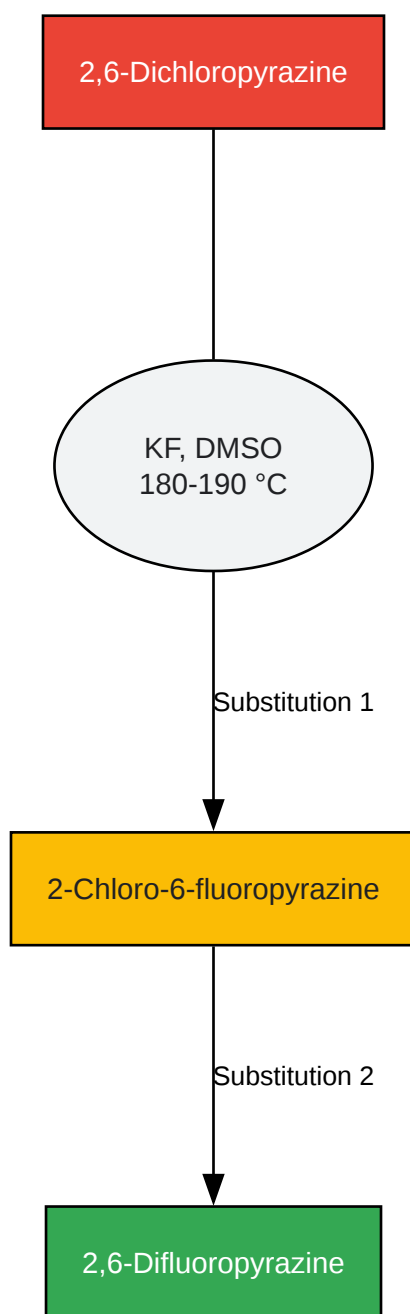 2,6-Dichloropyrazine
KF, DMSO
180-190 °C
Substitution 1
2-Chloro-6-fluoropyrazine
Substitution 2
2,6-Difluoropyrazine